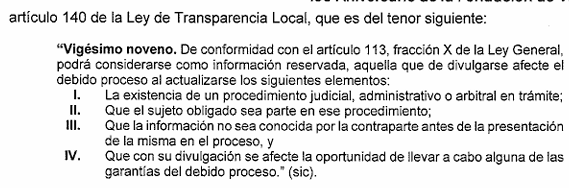 artículo 140 de la Ley de Transparencia Local, que es del tenor siguiente:
“Vigésimo noveno. De conformidad con el artículo 113, fracción X de la Ley General,
podrá considerarse como información reservada, aquella que de divulgarse afecte el
debido proceso al actualizarse los siguientes elementos:
I. La existencia de un procedimiento judicial, administrativo o arbitral en trámite;
II. Que el sujeto obligado sea parte en ese procedimiento;
III. Que la información no sea conocida por la contraparte antes de la presentación
de la misma en el proceso, y
IV. Que con su divulgación se afecte la oportunidad de llevar a cabo alguna de las
garantías del debido proceso.” (sic).